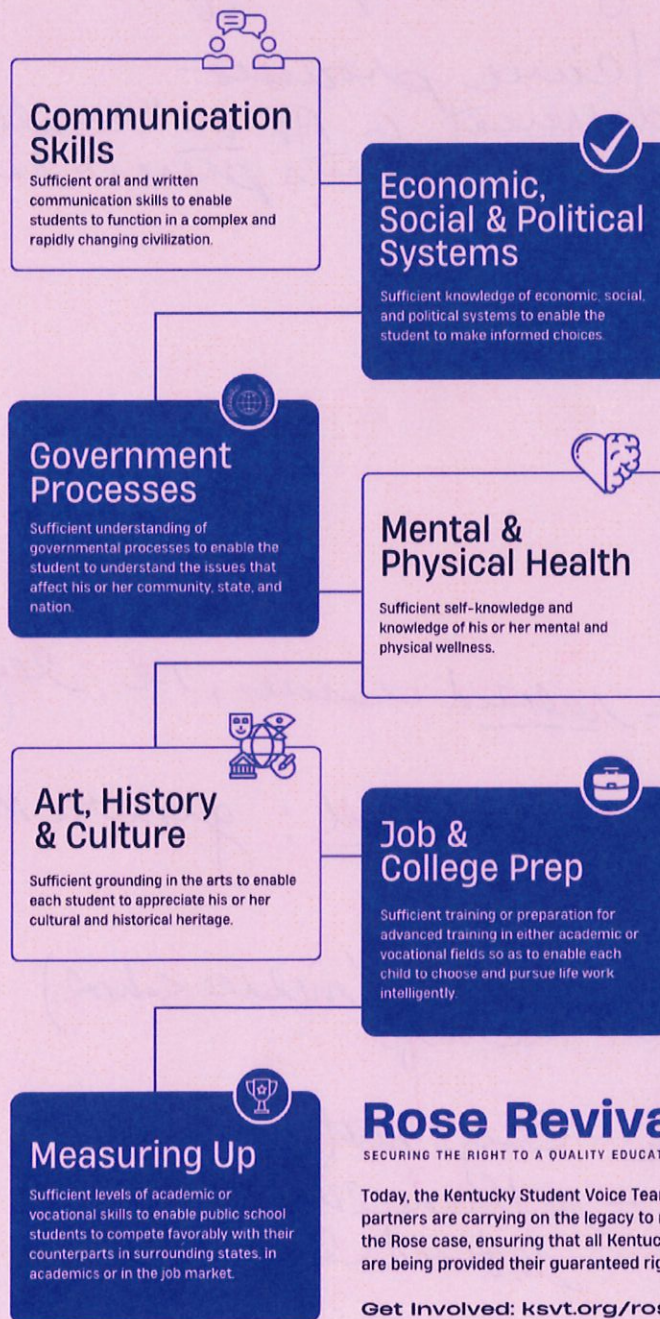 Communication
Skills
Sufficient oral and written
communication skills to enable
students to function in a complex and
rapidly changing civilization.
Economic,
Social & Political
Systems
Sufficient knowledge of economic, social,
and political systems to enable the
student to make informed choices.
Government
Processes
Sufficient understanding of
governmental processes to enable the
student to understand the issues that
affect his or her community, state, and
nation.
Mental &
Physical Health
Sufficient self-knowledge and
knowledge of his or her mental and
physical wellness.
Art, History
& Culture
Sufficient grounding in the arts to enable
each student to appreciate his or her
cultural and historical heritage.
Job &
College Prep
Sufficient training or preparation for
advanced training in either academic or
vocational fields so as to enable each
child to choose and pursue life work
intelligently.
Measuring Up
Sufficient levels of academic or
vocational skills to enable public school
students to compete favorably with their
counterparts in surrounding states, in
academics or in the job market.
Rose
SECURING THE RIGHT TO A QUALITY
Today, the Kentucky Student Voice
partners are carrying on the legacy to
the Rose case, ensuring that all
are being provided their guaranteed
Get Involved: